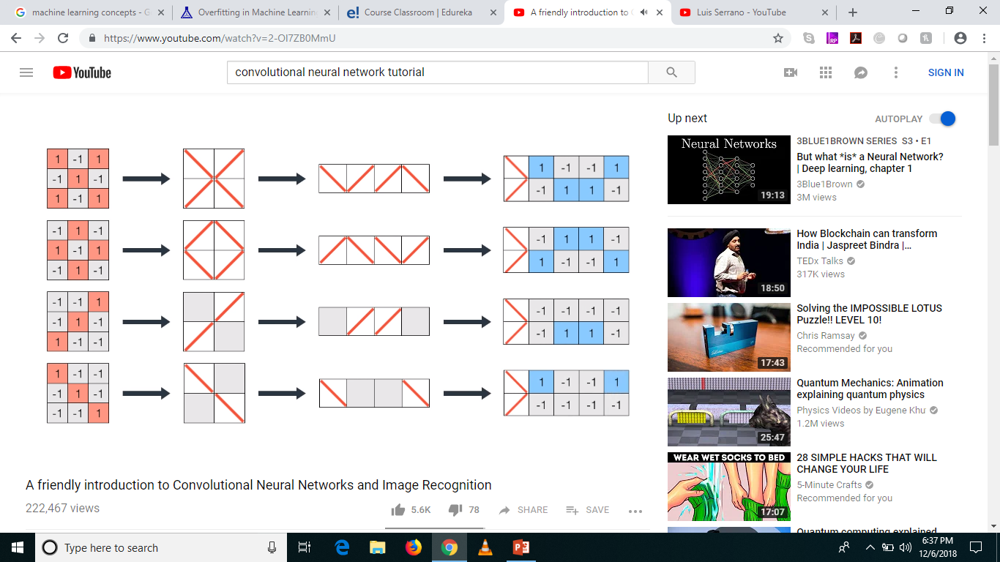 machine learning concepts - G
Overfitting in Machine Learnin
Course Classroom | Edureka
A friendly introduction to C
Luis Serrano - YouTube
https://www.youtube.com/watch?v=2-OI7ZB0MmU
YouTube
convolutional neural network tutorial
SIGN IN
1 -1 1
-1 1 -1
1 -1 1
1 -1 -1 1
-1 1 1 -1
-1 1 -1
1 -1 1
-1 1 -1
-1 1 1 -1
1 -1 -1 1
-1 -1 1
-1 1 -1
1 -1 -1
-1 -1 -1 -1
-1 1 1 -1
1 -1 -1
-1 1 -1
-1 -1 1
1 -1 -1 1
-1 -1 -1 -1
A friendly introduction to Convolutional Neural Networks and Image Recognition
222,467 views
5.6K
78
SHARE
SAVE
Up next
AUTOPLAY
Neural Networks
19:13
3BLUE1BROWN SERIES S3 • E1
But what *is* a Neural Network?
| Deep learning, chapter 1
3Blue1Brown
3M views
18:50
How Blockchain can transform
India | Jaspreet Bindra |...
TEDx Talks
317K views
17:43
Solving the IMPOSSIBLE LOTUS
Puzzle!! LEVEL 10!
Chris Ramsay
Recommended for you
25:47
Quantum Mechanics: Animation
explaining quantum physics
Physics Videos by Eugene Khu
1.2M views
WEAR WET SOCKS TO BED
17:07
28 SIMPLE HACKS THAT WILL
CHANGE YOUR LIFE
5-Minute Crafts
Recommended for you
Quantum computing explained
Type here to search
6:37 PM
12/6/2018